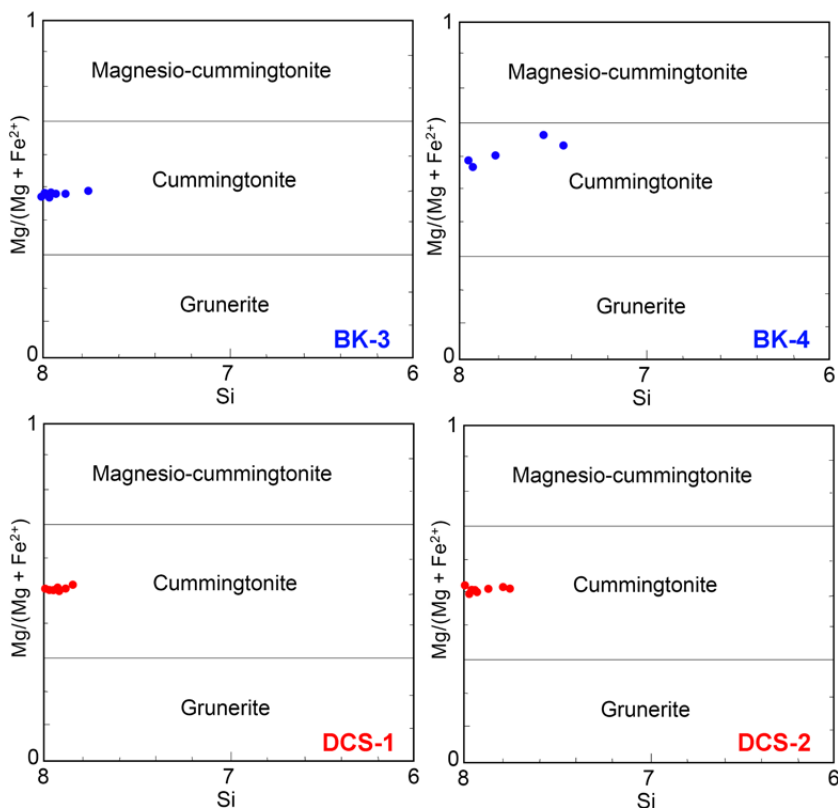 1
Magnesio-cummingtonite
Mg/(Mg + Fe²⁺)
Cummingtonite
Grunerite
BK-3
0
8
7
6
Si
1
Magnesio-cummingtonite
Mg/(Mg + Fe²⁺)
Cummingtonite
Grunerite
BK-4
0
8
7
6
Si
1
Magnesio-cummingtonite
Mg/(Mg + Fe²⁺)
Cummingtonite
Grunerite
DCS-1
0
8
7
6
Si
1
Magnesio-cummingtonite
Mg/(Mg + Fe²⁺)
Cummingtonite
Grunerite
DCS-2
0
8
7
6
Si